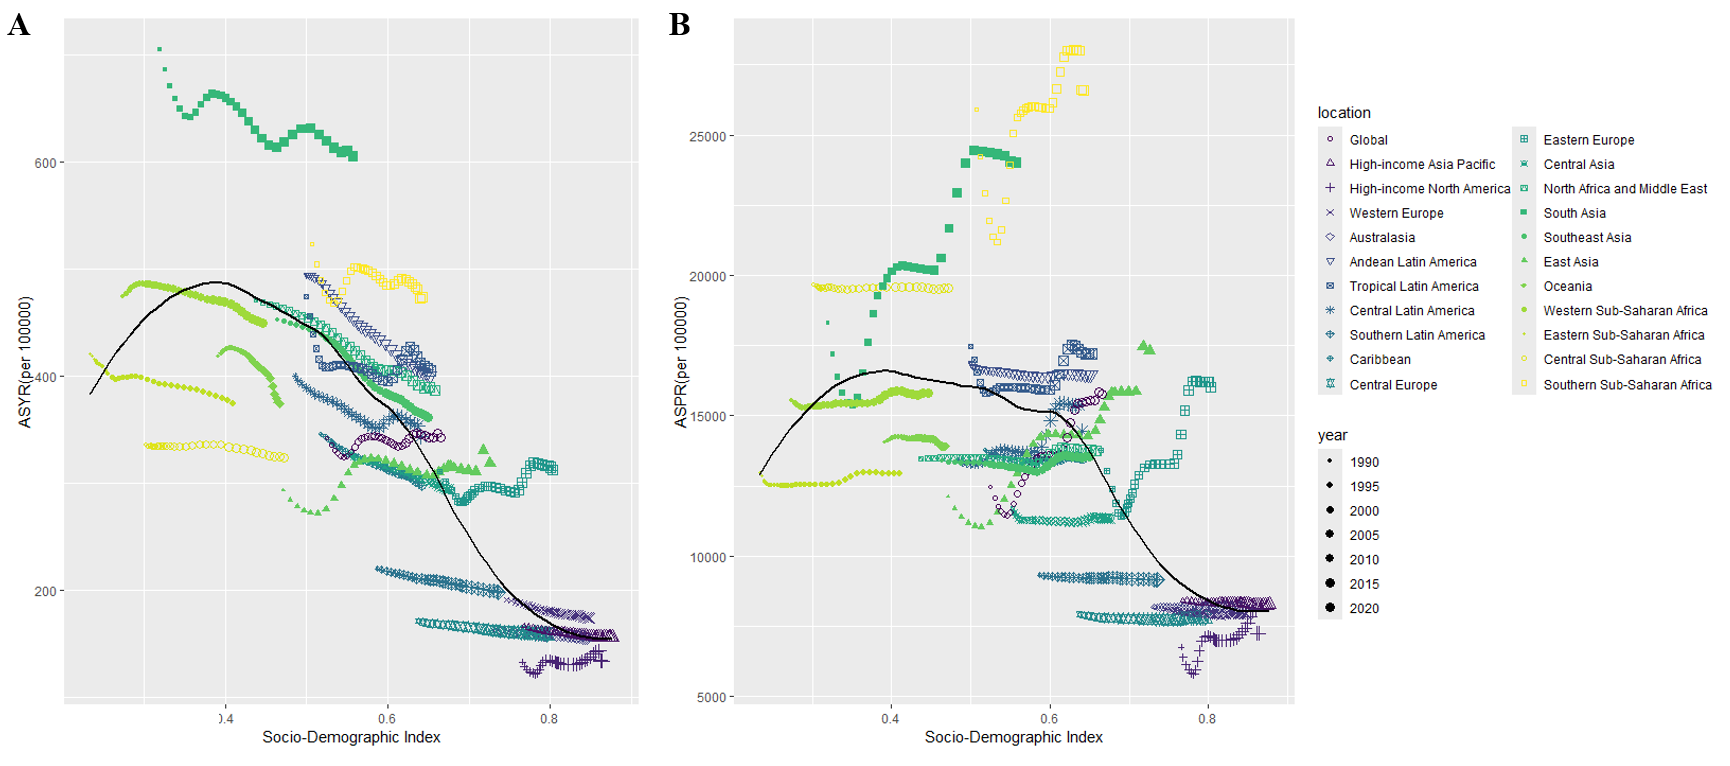 A
B
ASYR(per 100000)
600
400
200
0.4
0.6
0.8
Socio-Demographic Index
ASPR(per 100000)
25000
20000
15000
10000
5000
0.4
0.6
0.8
Socio-Demographic Index
location
Global
High-income Asia Pacific
High-income North America
Western Europe
Australasia
Andean Latin America
Tropical Latin America
Central Latin America
Southern Latin America
Caribbean
Central Europe
Eastern Europe
Central Asia
North Africa and Middle East
South Asia
Southeast Asia
East Asia
Oceania
Western Sub-Saharan Africa
Eastern Sub-Saharan Africa
Central Sub-Saharan Africa
Southern Sub-Saharan Africa
year
1990
1995
2000
2005
2010
2015
2020